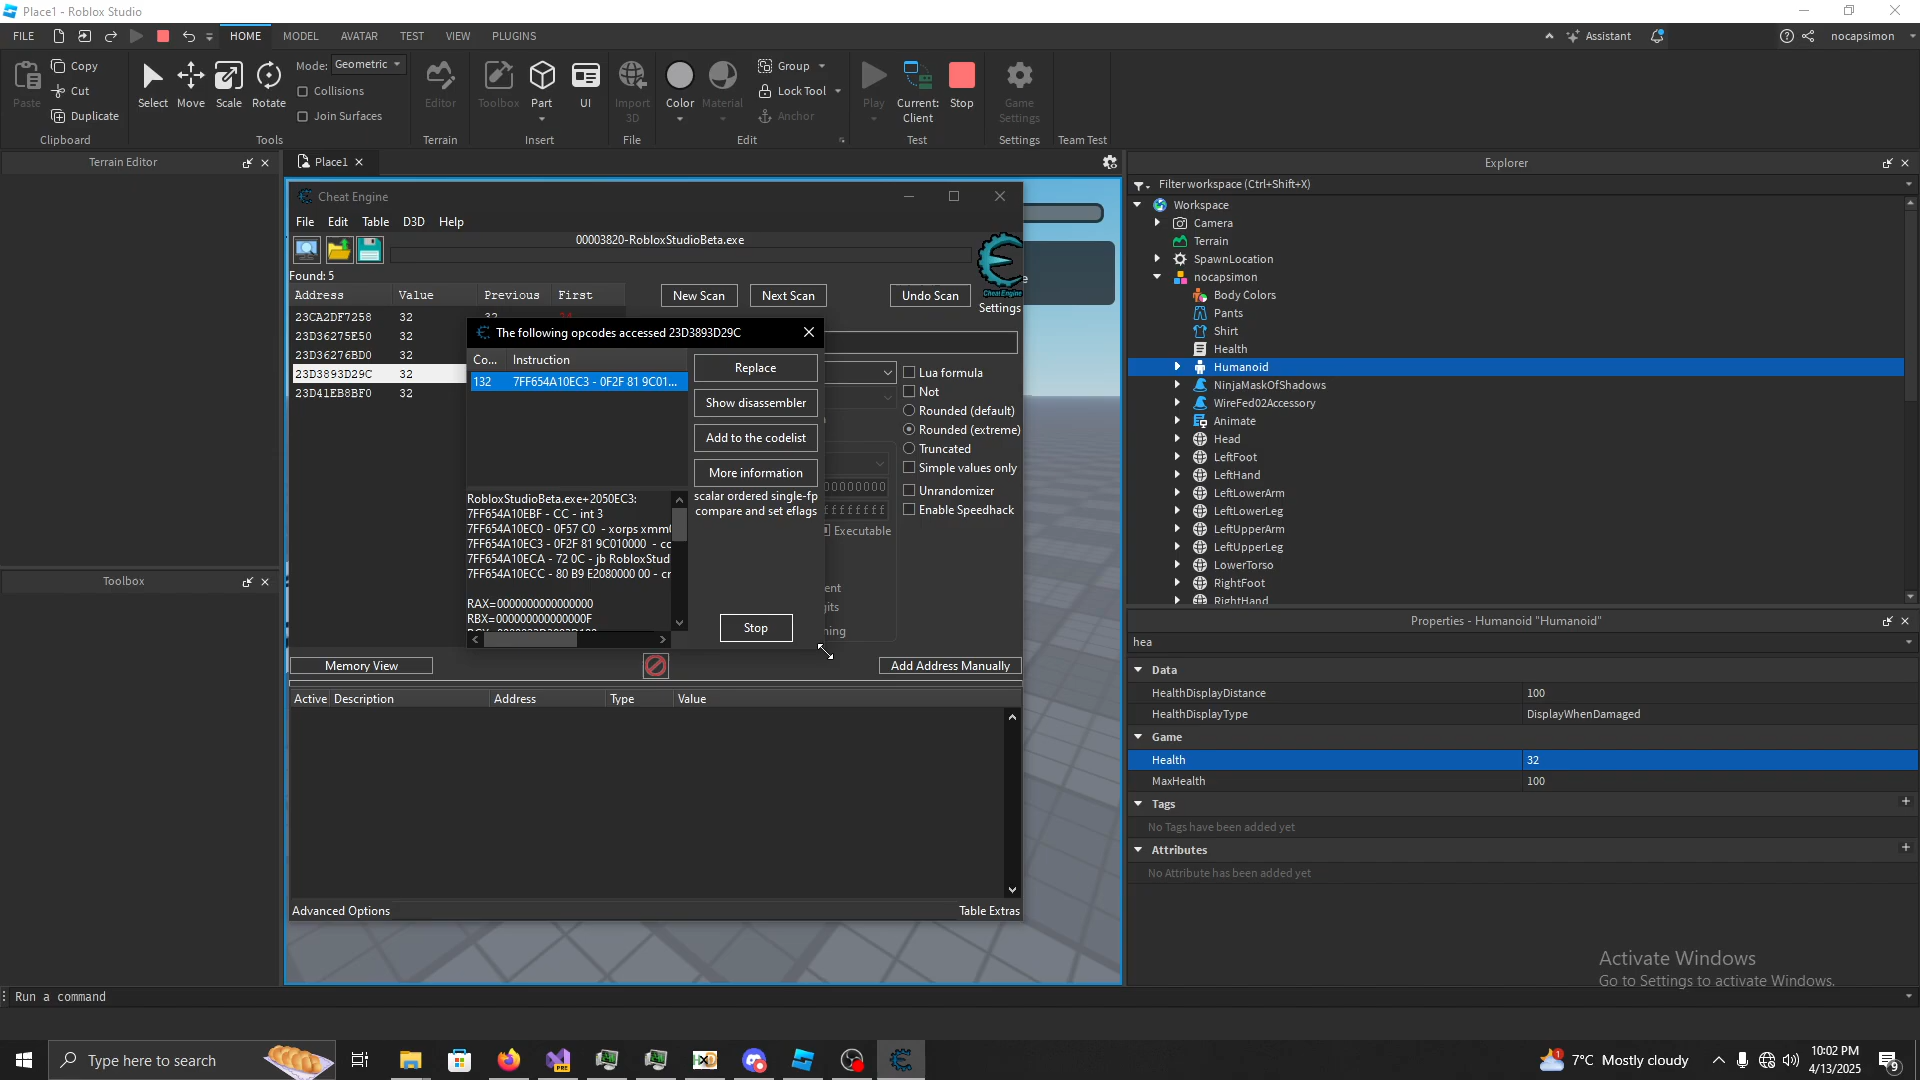 Place1 - Roblox Studio
FILE
HOME
MODEL
AVATAR
TEST
VIEW
PLUGINS
Assistant
nocapsimon
Paste
Copy
Cut
Duplicate
Clipboard
Select
Move
Scale
Rotate
Mode:
Geometric
Collisions
Join Surfaces
Tools
Editor
Terrain
Toolbox
Part
UI
Insert
Import
3D
File
Color
Material
Group
Lock Tool
Anchor
Edit
Play
Current:
Client
Stop
Test
Game
Settings
Settings
Team Test
Terrain Editor
Toolbox
Place1
Cheat Engine
File
Edit
Table
D3D
Help
00003820-RobloxStudioBeta.exe
Cheat Engine
Settings
Found: 5
Address Value Previous First
23CA2DF7258 32
23D36275E50 32
23D36276BD0 32
23D3893D29C 32
23D41EB8BF0 32
New Scan
Next Scan
Undo Scan
Lua formula
Not
Rounded (default)
Rounded (extreme)
Truncated
Simple values only
Unrandomizer
Enable Speedhack
Executable
The following opcodes accessed 23D3893D29C
Co... Instruction
132 7FF654A10EC3 - 0F2F 81 9C01...
Replace
Show disassembler
Add to the codelist
More information
scalar ordered single-fp
compare and set eflags
RobloxStudioBeta.exe+2050EC3:
7FF654A10EBF - CC - int 3
7FF654A10EC0 - 0F57 C0 - xorps xmm
7FF654A10EC3 - 0F2F 81 9C010000 - co
7FF654A10ECA - 72 0C - jb RobloxStud
7FF654A10ECC - 80 B9 E2080000 00 - cr
RAX=0000000000000000
RBX=000000000000000F
Stop
Memory View
Add Address Manually
Active Description Address Type Value
Advanced Options
Table Extras
Explorer
Filter workspace (Ctrl+Shift+X)
Workspace
Camera
Terrain
SpawnLocation
nocapsimon
Body Colors
Pants
Shirt
Health
Humanoid
NinjaMaskOfShadows
WireFed02Accessory
Animate
Head
LeftFoot
LeftHand
LeftLowerArm
LeftLowerLeg
LeftUpperArm
LeftUpperLeg
LowerTorso
RightFoot
RightHand
Properties - Humanoid "Humanoid"
hea
Data
HealthDisplayDistance 100
HealthDisplayType DisplayWhenDamaged
Game
Health 32
MaxHealth 100
Tags
No Tags have been added yet
Attributes
No Attribute has been added yet
Activate Windows
Go to Settings to activate Windows.
Run a command
Type here to search
7°C Mostly cloudy
10:02 PM
4/13/2025
9